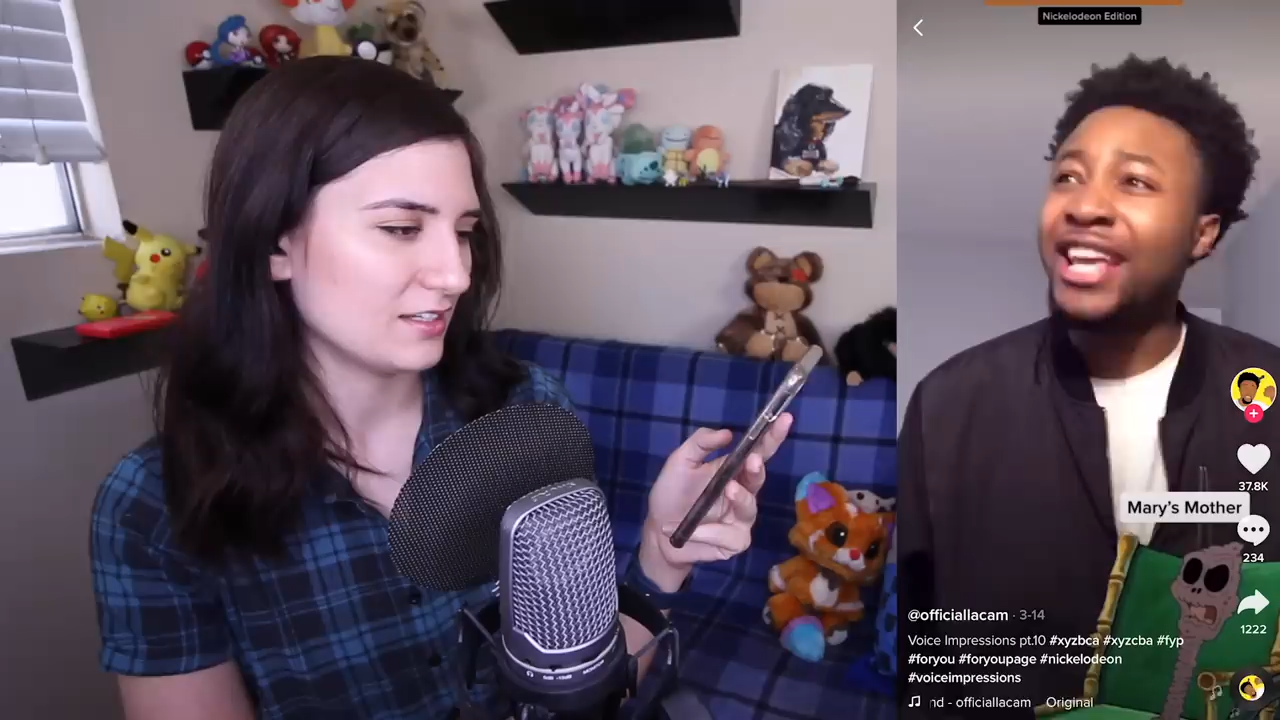 Nickelodeon Edition
37.8K
Mary's Mother
234
@officiallacam · 3-14
1222
Voice Impressions pt.10 #xyzbca #xyzcba #fyp
#foryou #foryoupage #nickelodeon
#voiceimpressions
nd - officiallacam Original